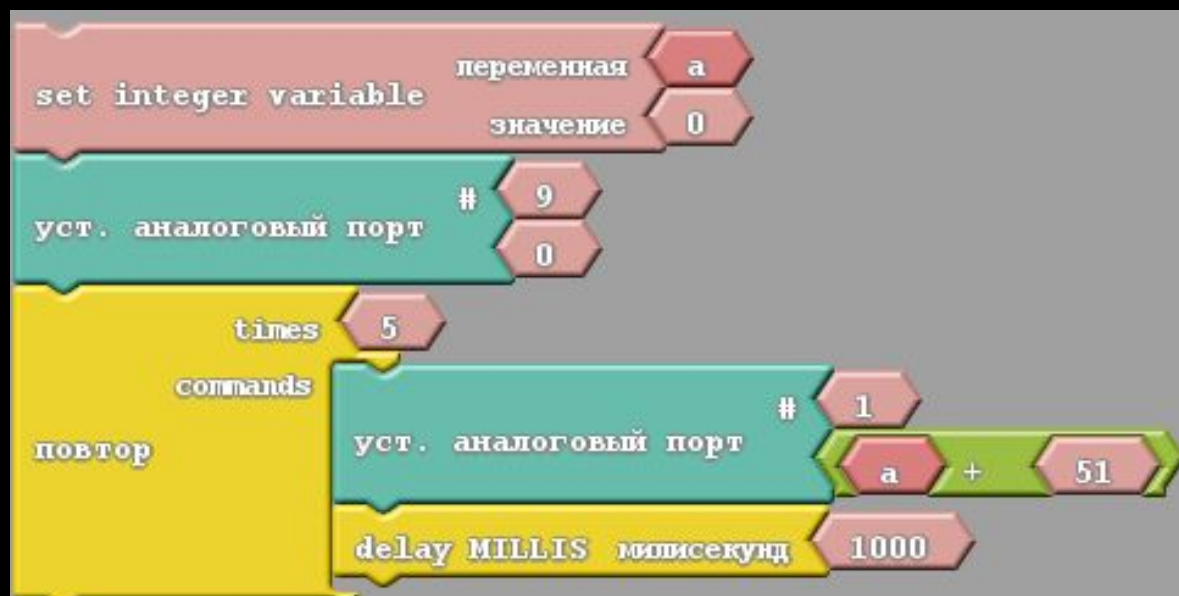 переменная a
set integer variable
значение 0
# 9
уст. аналоговый порт
0
times 5
commands
# 1
повтор
уст. аналоговый порт
a + 51
delay MILLIS милисекунд 1000